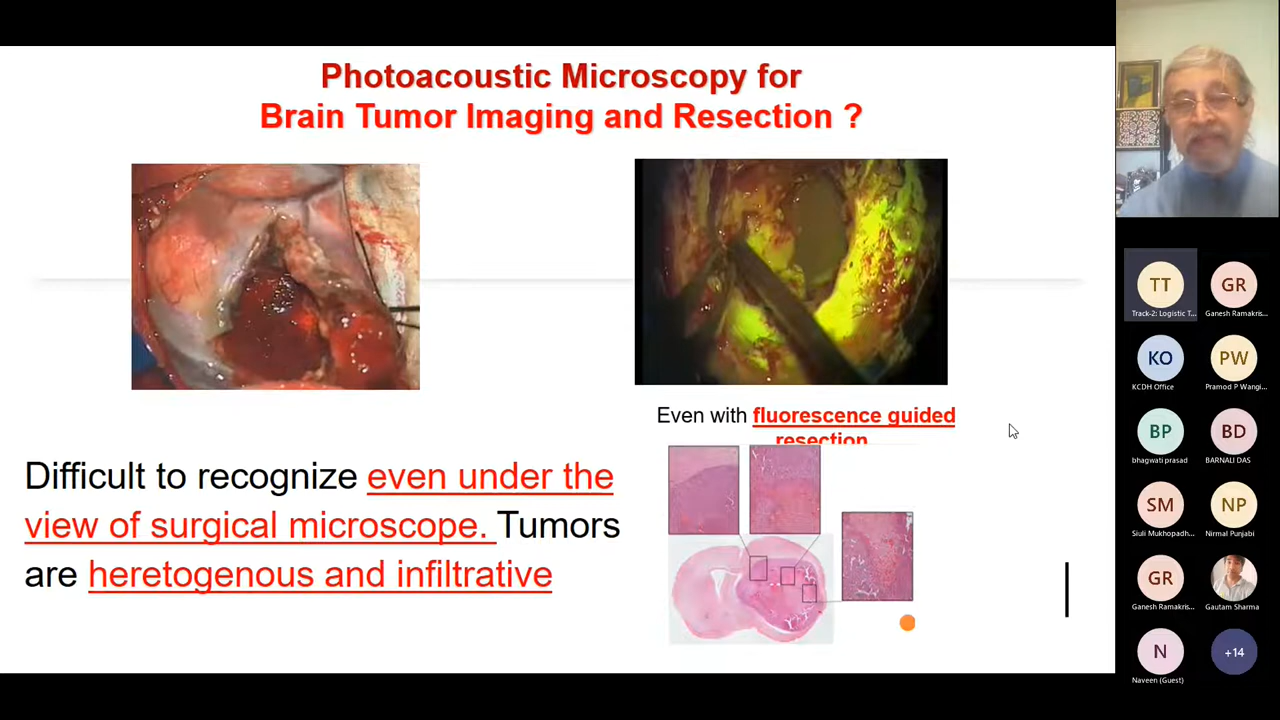 Photoacoustic Microscopy for
Brain Tumor Imaging and Resection ?
Even with fluorescence guided
resection
Difficult to recognize even under the
view of surgical microscope. Tumors
are heretogenous and infiltrative
TT
GR
Track-2: Logistic T...
Ganesh Ramakris...
KO
PW
KCDH Office
Pramod P Wangi...
BP
BD
bhagwati prasad
BARNALI DAS
SM
NP
Siuli Mukhopadh...
Nirmal Punjabi
GR
Ganesh Ramakris...
Gautam Sharma
N
+14
Naveen (Guest)